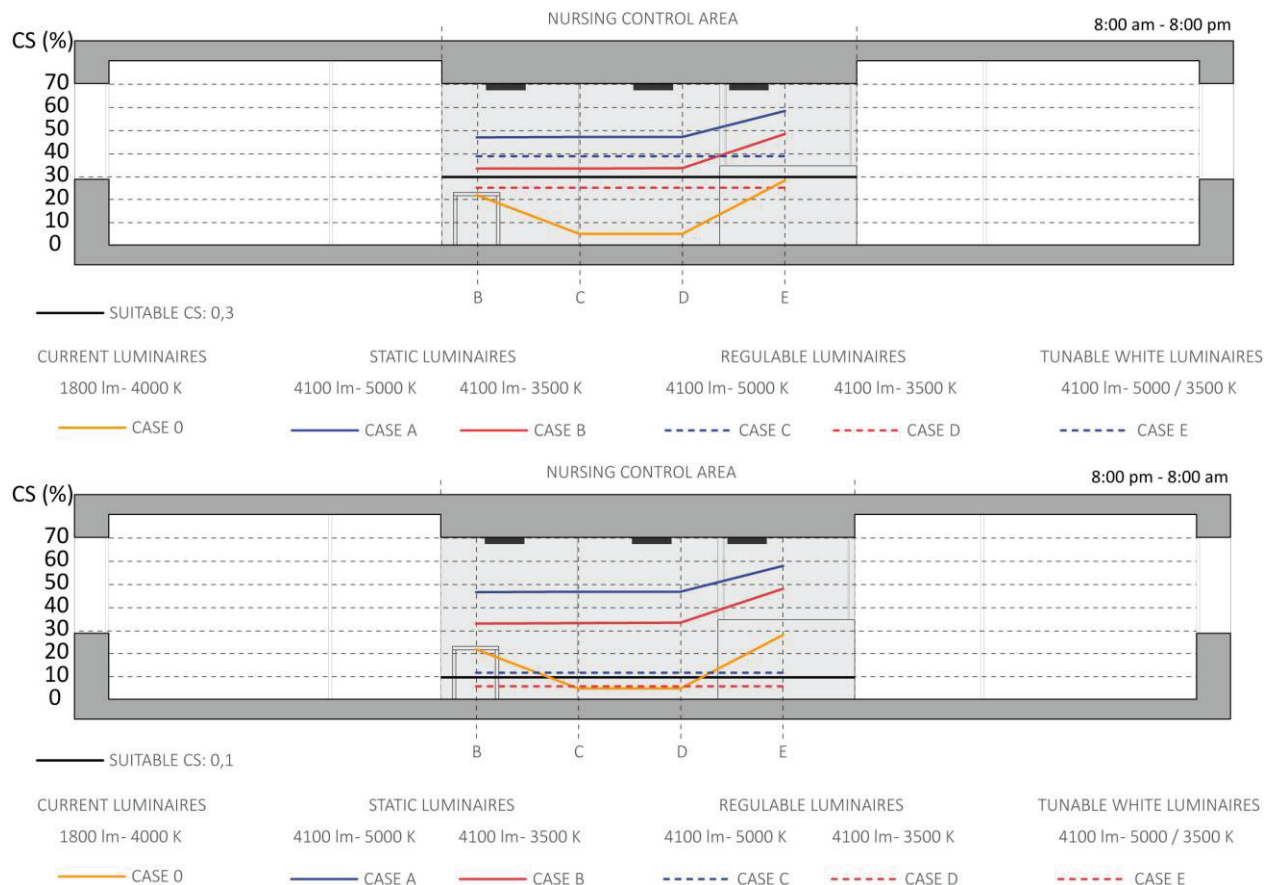 NURSING CONTROL AREA
8:00 am - 8:00 pm
CS (%)
70
60
50
40
30
20
10
0
B C D E
SUITABLE CS: 0,3
CURRENT LUMINAIRES STATIC LUMINAIRES REGULABLE LUMINAIRES TUNABLE WHITE LUMINAIRES
1800 lm- 4000 K 4100 lm- 5000 K 4100 lm- 3500 K 4100 lm- 5000 K 4100 lm- 3500 K 4100 lm- 5000 / 3500 K
CASE 0 CASE A CASE B CASE C CASE D CASE E
NURSING CONTROL AREA
8:00 pm - 8:00 am
CS (%)
70
60
50
40
30
20
10
0
B C D E
SUITABLE CS: 0,1
CURRENT LUMINAIRES STATIC LUMINAIRES REGULABLE LUMINAIRES TUNABLE WHITE LUMINAIRES
1800 lm- 4000 K 4100 lm- 5000 K 4100 lm- 3500 K 4100 lm- 5000 K 4100 lm- 3500 K 4100 lm- 5000 / 3500 K
CASE 0 CASE A CASE B CASE C CASE D CASE E